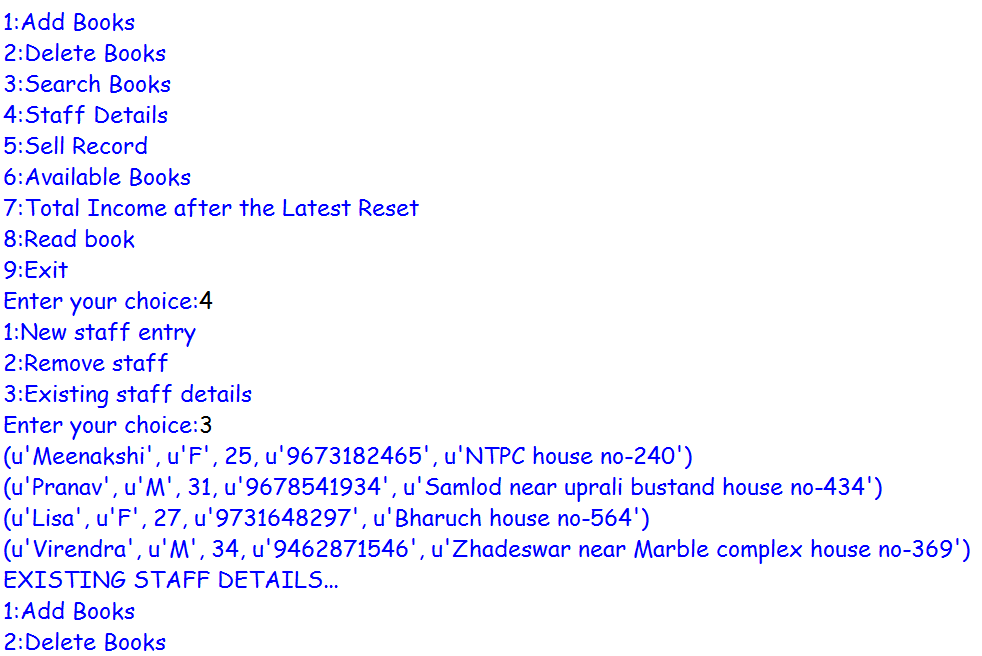 1:Add Books
2:Delete Books
3:Search Books
4:Staff Details
5:Sell Record
6:Available Books
7:Total Income after the Latest Reset
8:Read book
9:Exit
Enter your choice:4
1:New staff entry
2:Remove staff
3:Existing staff details
Enter your choice:3
(u'Meenakshi', u'F', 25, u'9673182465', u'NTPC house no-240')
(u'Pranav', u'M', 31, u'9678541934', u'Samlod near uprali bustand house no-434')
(u'Lisa', u'F', 27, u'9731648297', u'Bharuch house no-564')
(u'Virendra', u'M', 34, u'9462871546', u'Zhadeswar near Marble complex house no-369')
EXISTING STAFF DETAILS...
1:Add Books
2:Delete Books